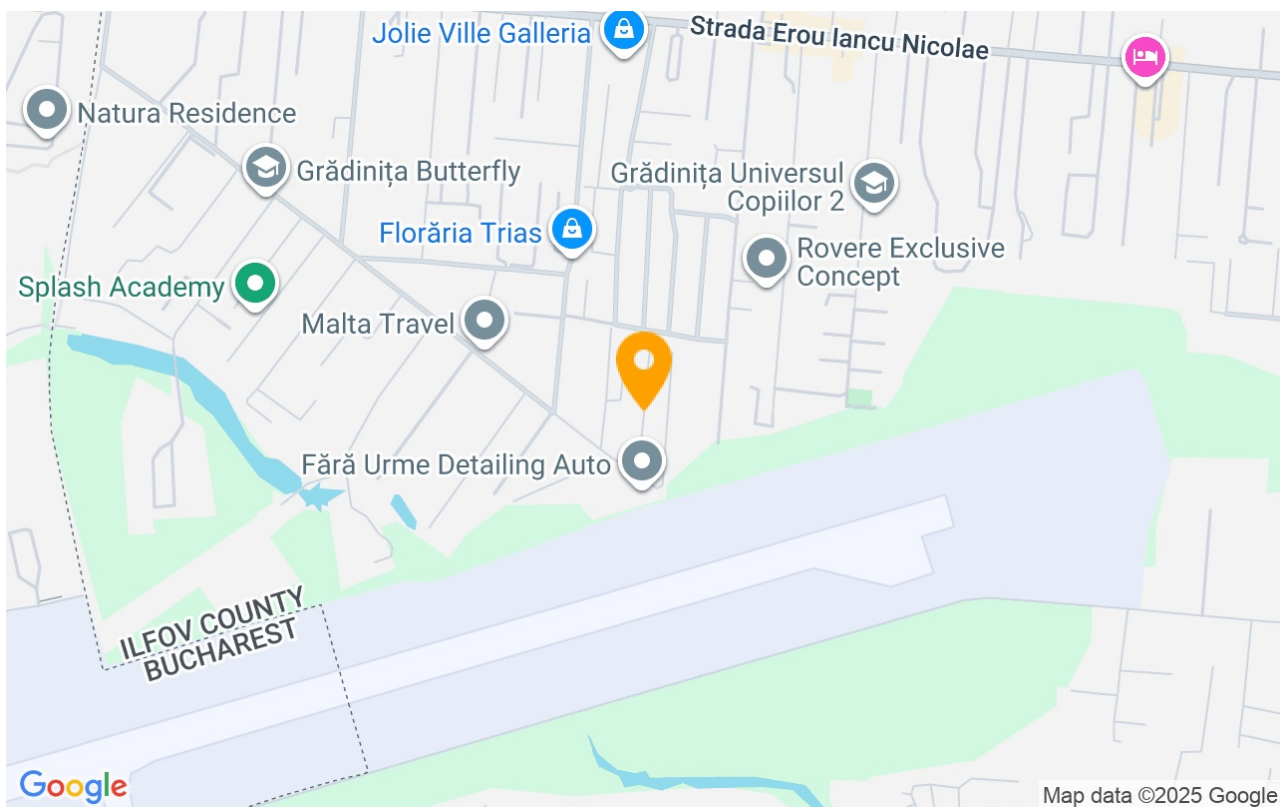 Jolie Ville Galleria
Strada Erou Iancu Nicolae
Natura Residence
Grădinița Butterfly
Grădinița Universul
Copiilor 2
Florăria Trias
Rovere Exclusive
Concept
Splash Academy
Malta Travel
Fără Urme Detailing Auto
ILFOV COUNTY
BUCHAREST
Google
Map data ©2025 Google